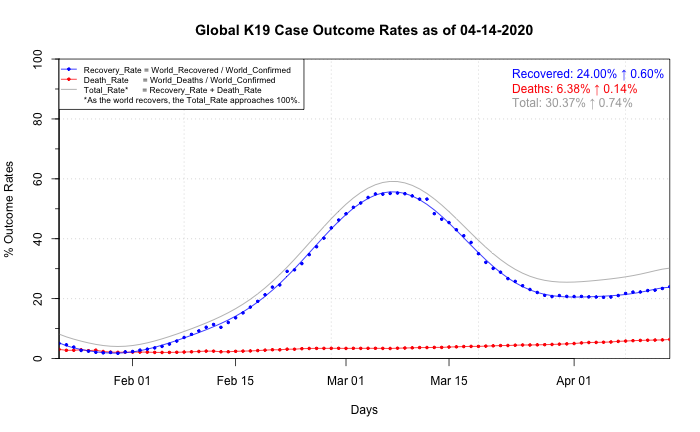 Global K19 Case Outcome Rates as of 04-14-2020
Recovery_Rate = World_Recovered / World_Confirmed
Death_Rate = World_Deaths / World_Confirmed
Total_Rate* = Recovery_Rate + Death_Rate
*As the world recovers, the Total_Rate approaches 100%.
Recovered: 24.00% ↑ 0.60%
Deaths: 6.38% ↑ 0.14%
Total: 30.37% ↑ 0.74%
% Outcome Rates
100
80
60
40
20
0
Feb 01 Feb 15 Mar 01 Mar 15 Apr 01
Days